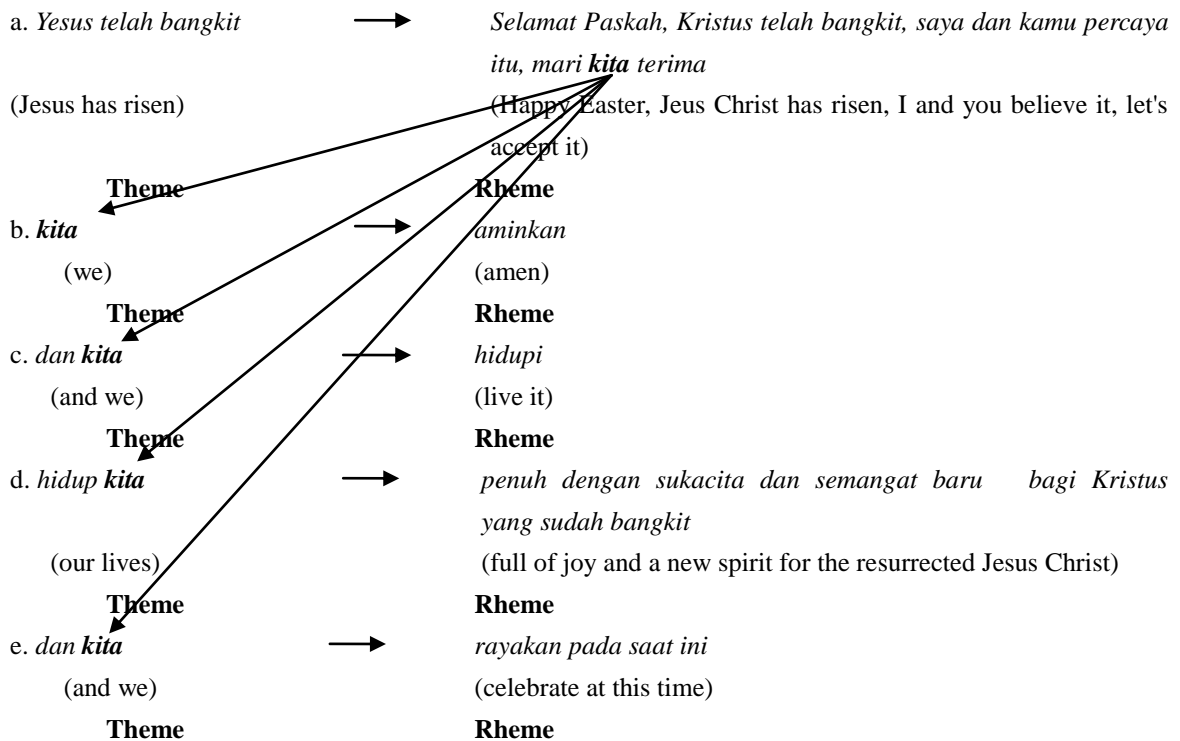 a. Yesus telah bangkit Selamat Paskah, Kristus telah bangkit, saya dan kamu percaya
itu, mari kita terima
(Jesus has risen) (Happy Easter, Jeus Christ has risen, I and you believe it, let's
accept it)
Theme Rheme
b. kita aminkan
(we) (amen)
Theme Rheme
c. dan kita hidupi
(and we) (live it)
Theme Rheme
d. hidup kita penuh dengan sukacita dan semangat baru bagi Kristus
yang sudah bangkit
(our lives) (full of joy and a new spirit for the resurrected Jesus Christ)
Theme Rheme
e. dan kita rayakan pada saat ini
(and we) (celebrate at this time)
Theme Rheme